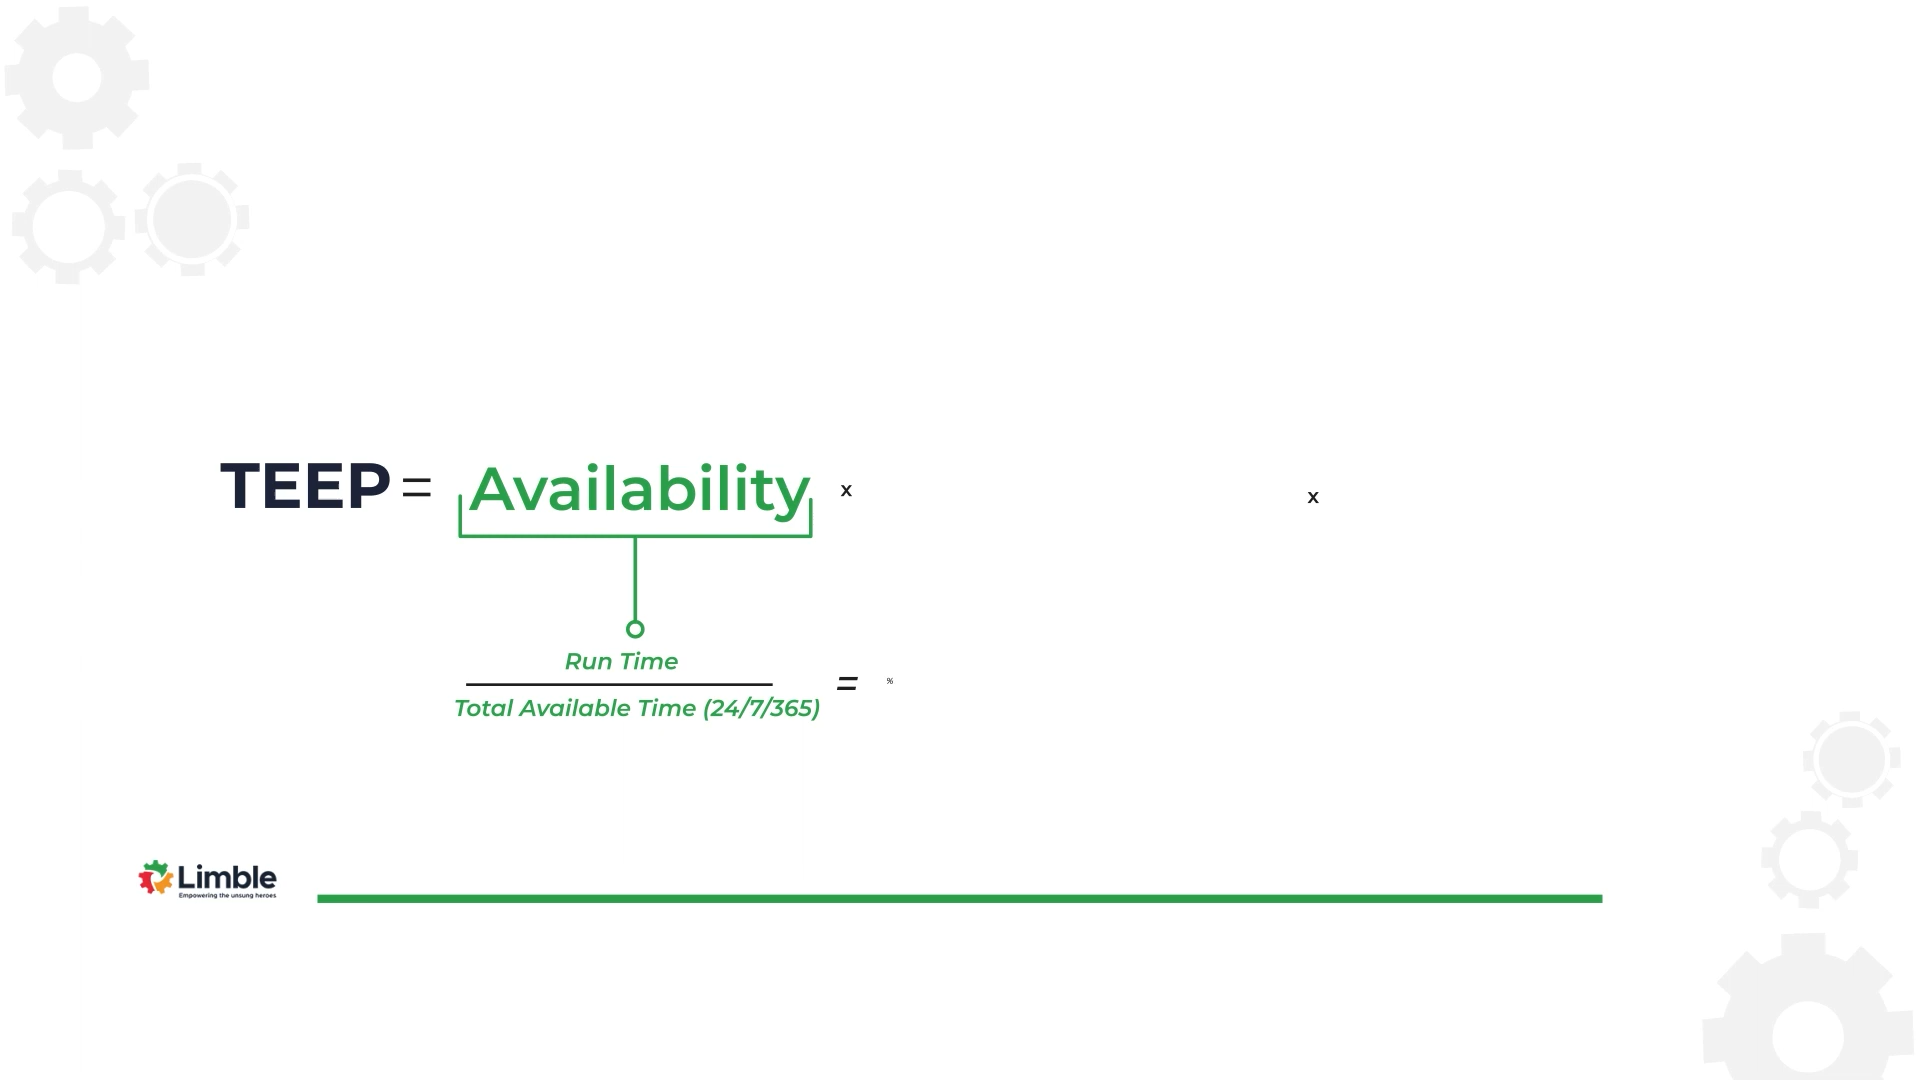 TEEP = Availability x x
Run Time
Total Available Time (24/7/365)
= %
Limble
Empowering the unsung heroes